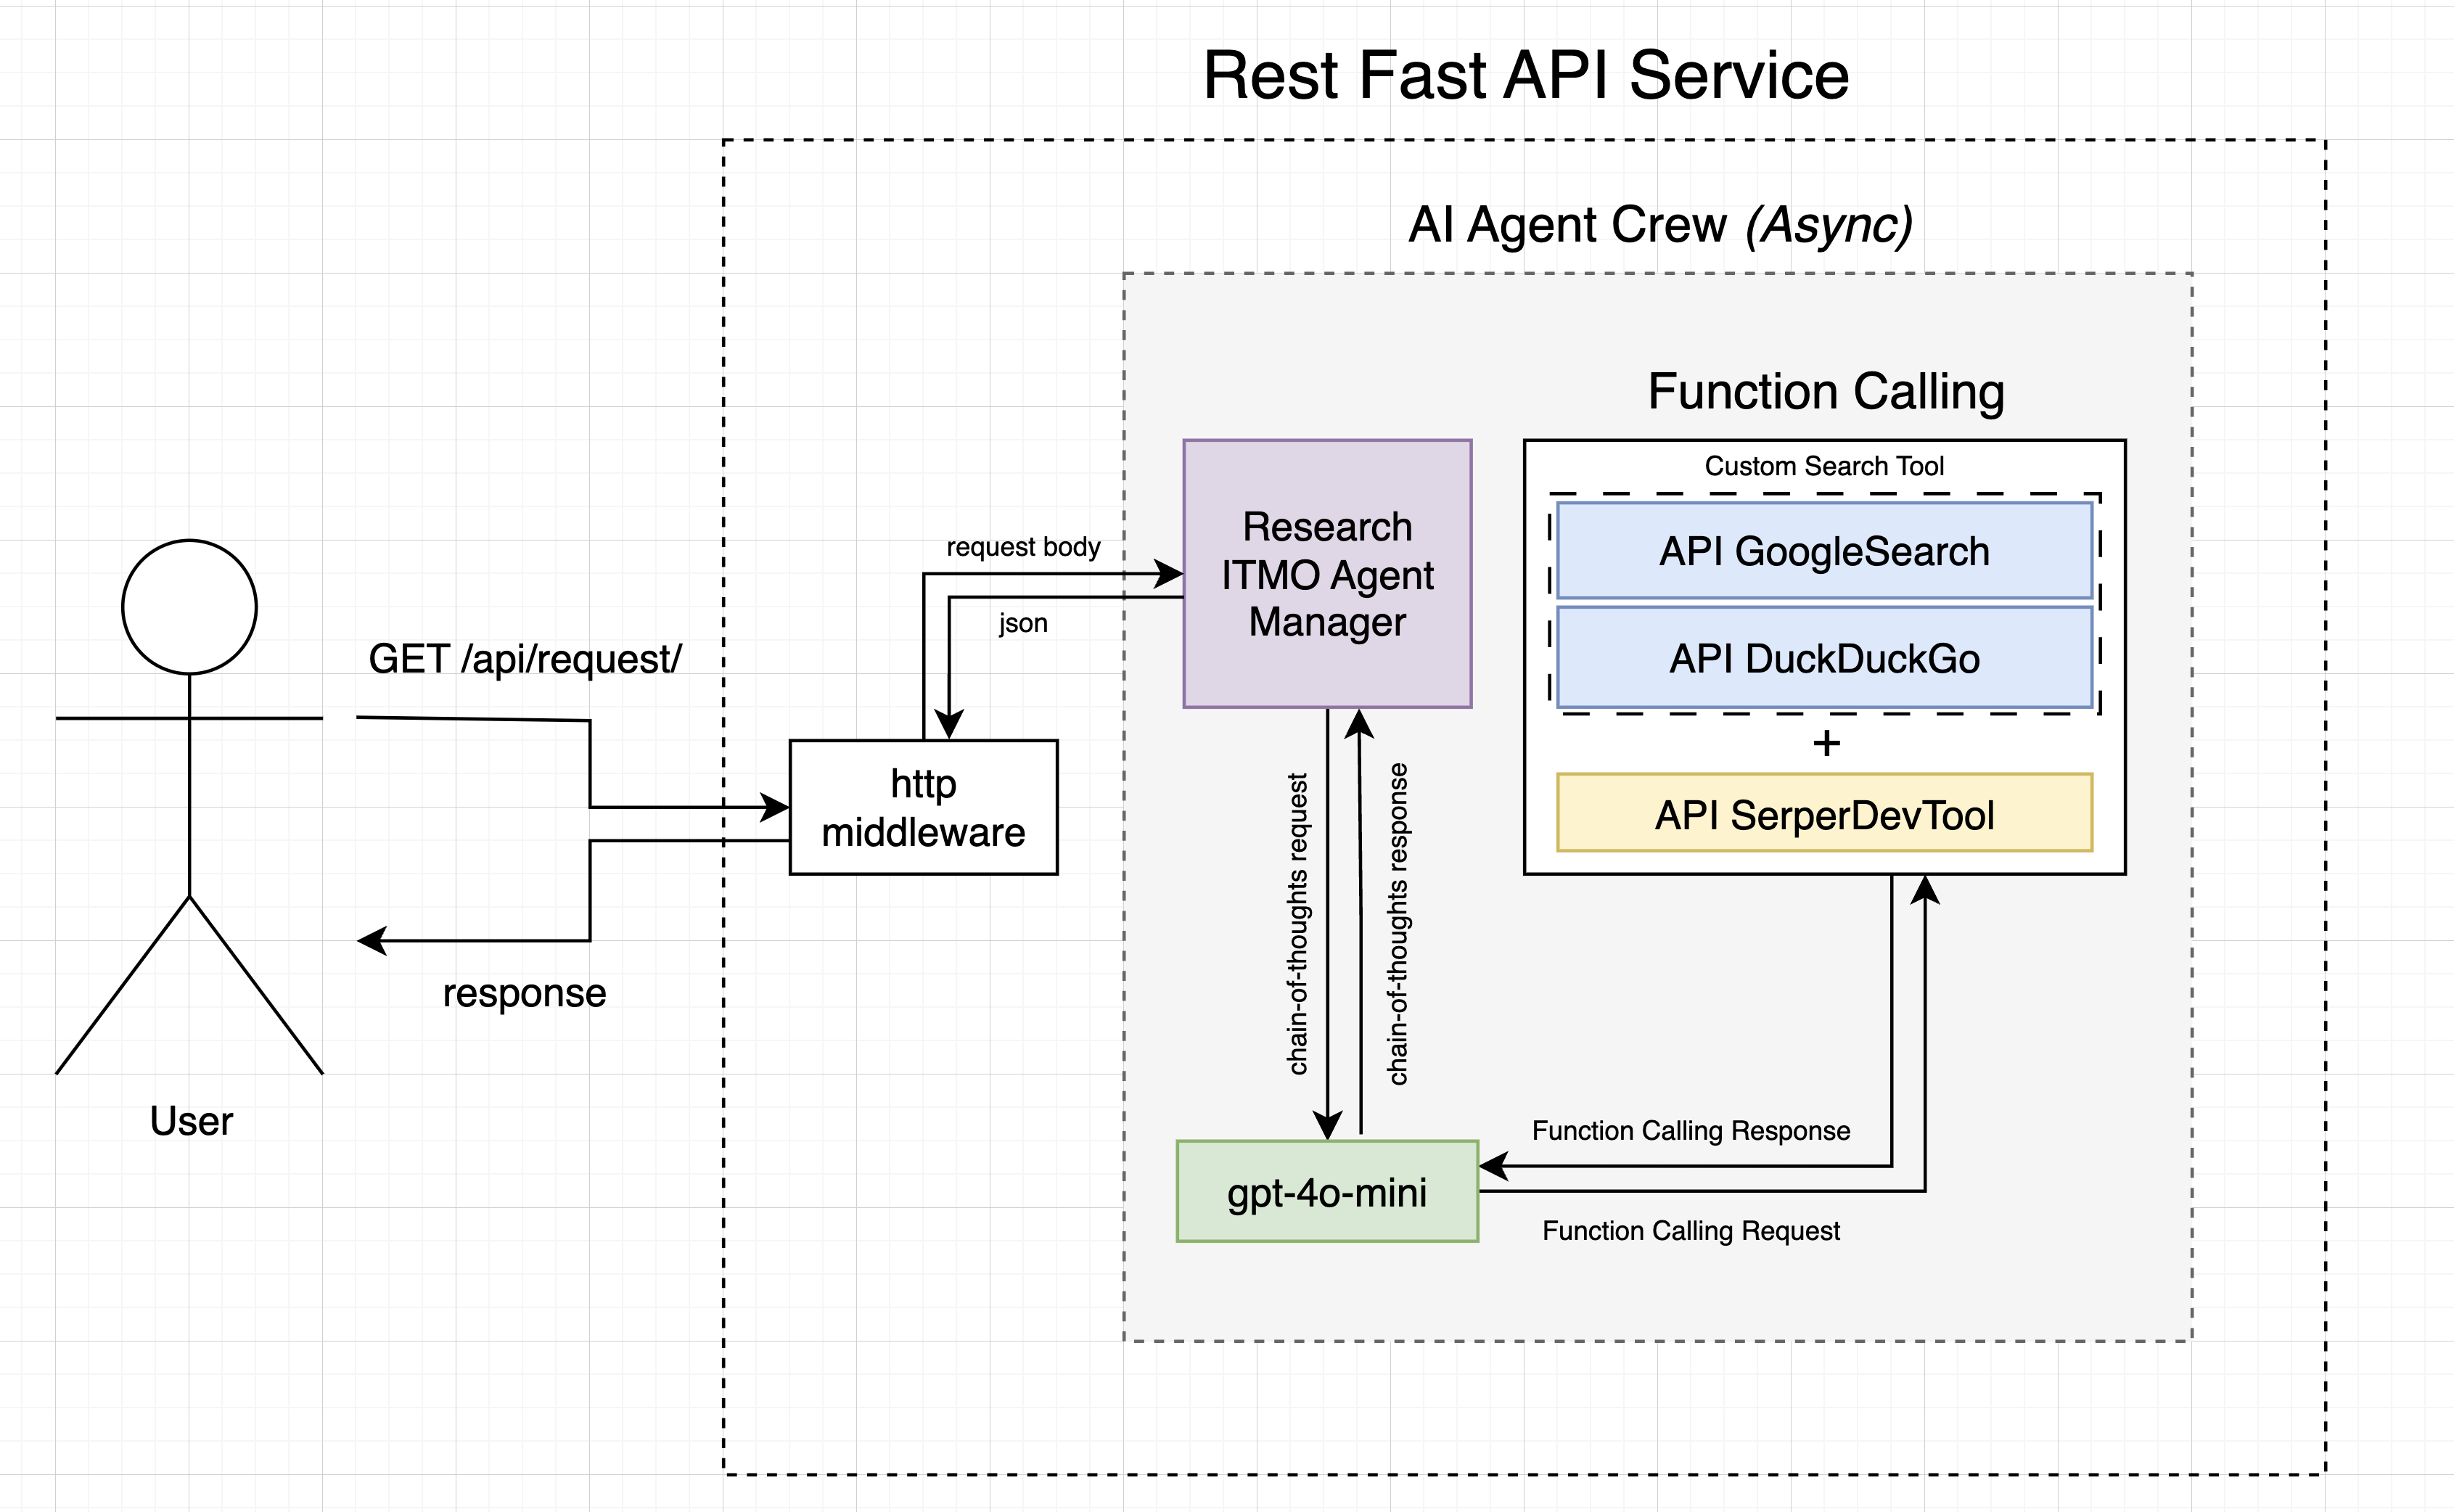 Rest Fast API Service
AI Agent Crew (Async)
Function Calling
Custom Search Tool
API GoogleSearch
API DuckDuckGo
+
API SerperDevTool
Research
ITMO Agent
Manager
request body
json
GET /api/request/
http
middleware
response
User
chain-of-thoughts request
chain-of-thoughts response
Function Calling Response
gpt-4o-mini
Function Calling Request